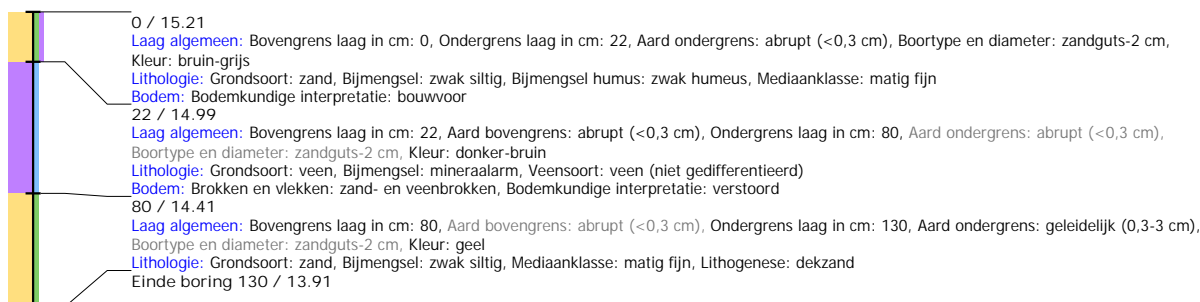 0 / 15.21
Laag algemeen: Bovengrens laag in cm: 0, Ondergrens laag in cm: 22, Aard ondergrens: abrupt (<0,3 cm), Boortype en diameter: zandguts-2 cm,
Kleur: bruin-grijs
Lithologie: Grondsoort: zand, Bijmengsel: zwak siltig, Bijmengsel humus: zwak humeus, Mediaanklasse: matig fijn
Bodem: Bodemkundige interpretatie: bouwvoor
22 / 14.99
Laag algemeen: Bovengrens laag in cm: 22, Aard bovengrens: abrupt (<0,3 cm), Ondergrens laag in cm: 80, Aard ondergrens: abrupt (<0,3 cm),
Boortype en diameter: zandguts-2 cm, Kleur: donker-bruin
Lithologie: Grondsoort: veen, Bijmengsel: mineraalarm, Veensoort: veen (niet gedifferentieerd)
Bodem: Brokken en vlekken: zand- en veenbrokken, Bodemkundige interpretatie: verstoord
80 / 14.41
Laag algemeen: Bovengrens laag in cm: 80, Aard bovengrens: abrupt (<0,3 cm), Ondergrens laag in cm: 130, Aard ondergrens: geleidelijk (0,3-3 cm),
Boortype en diameter: zandguts-2 cm, Kleur: geel
Lithologie: Grondsoort: zand, Bijmengsel: zwak siltig, Mediaanklasse: matig fijn, Lithogenese: dekzand
Einde boring 130 / 13.91